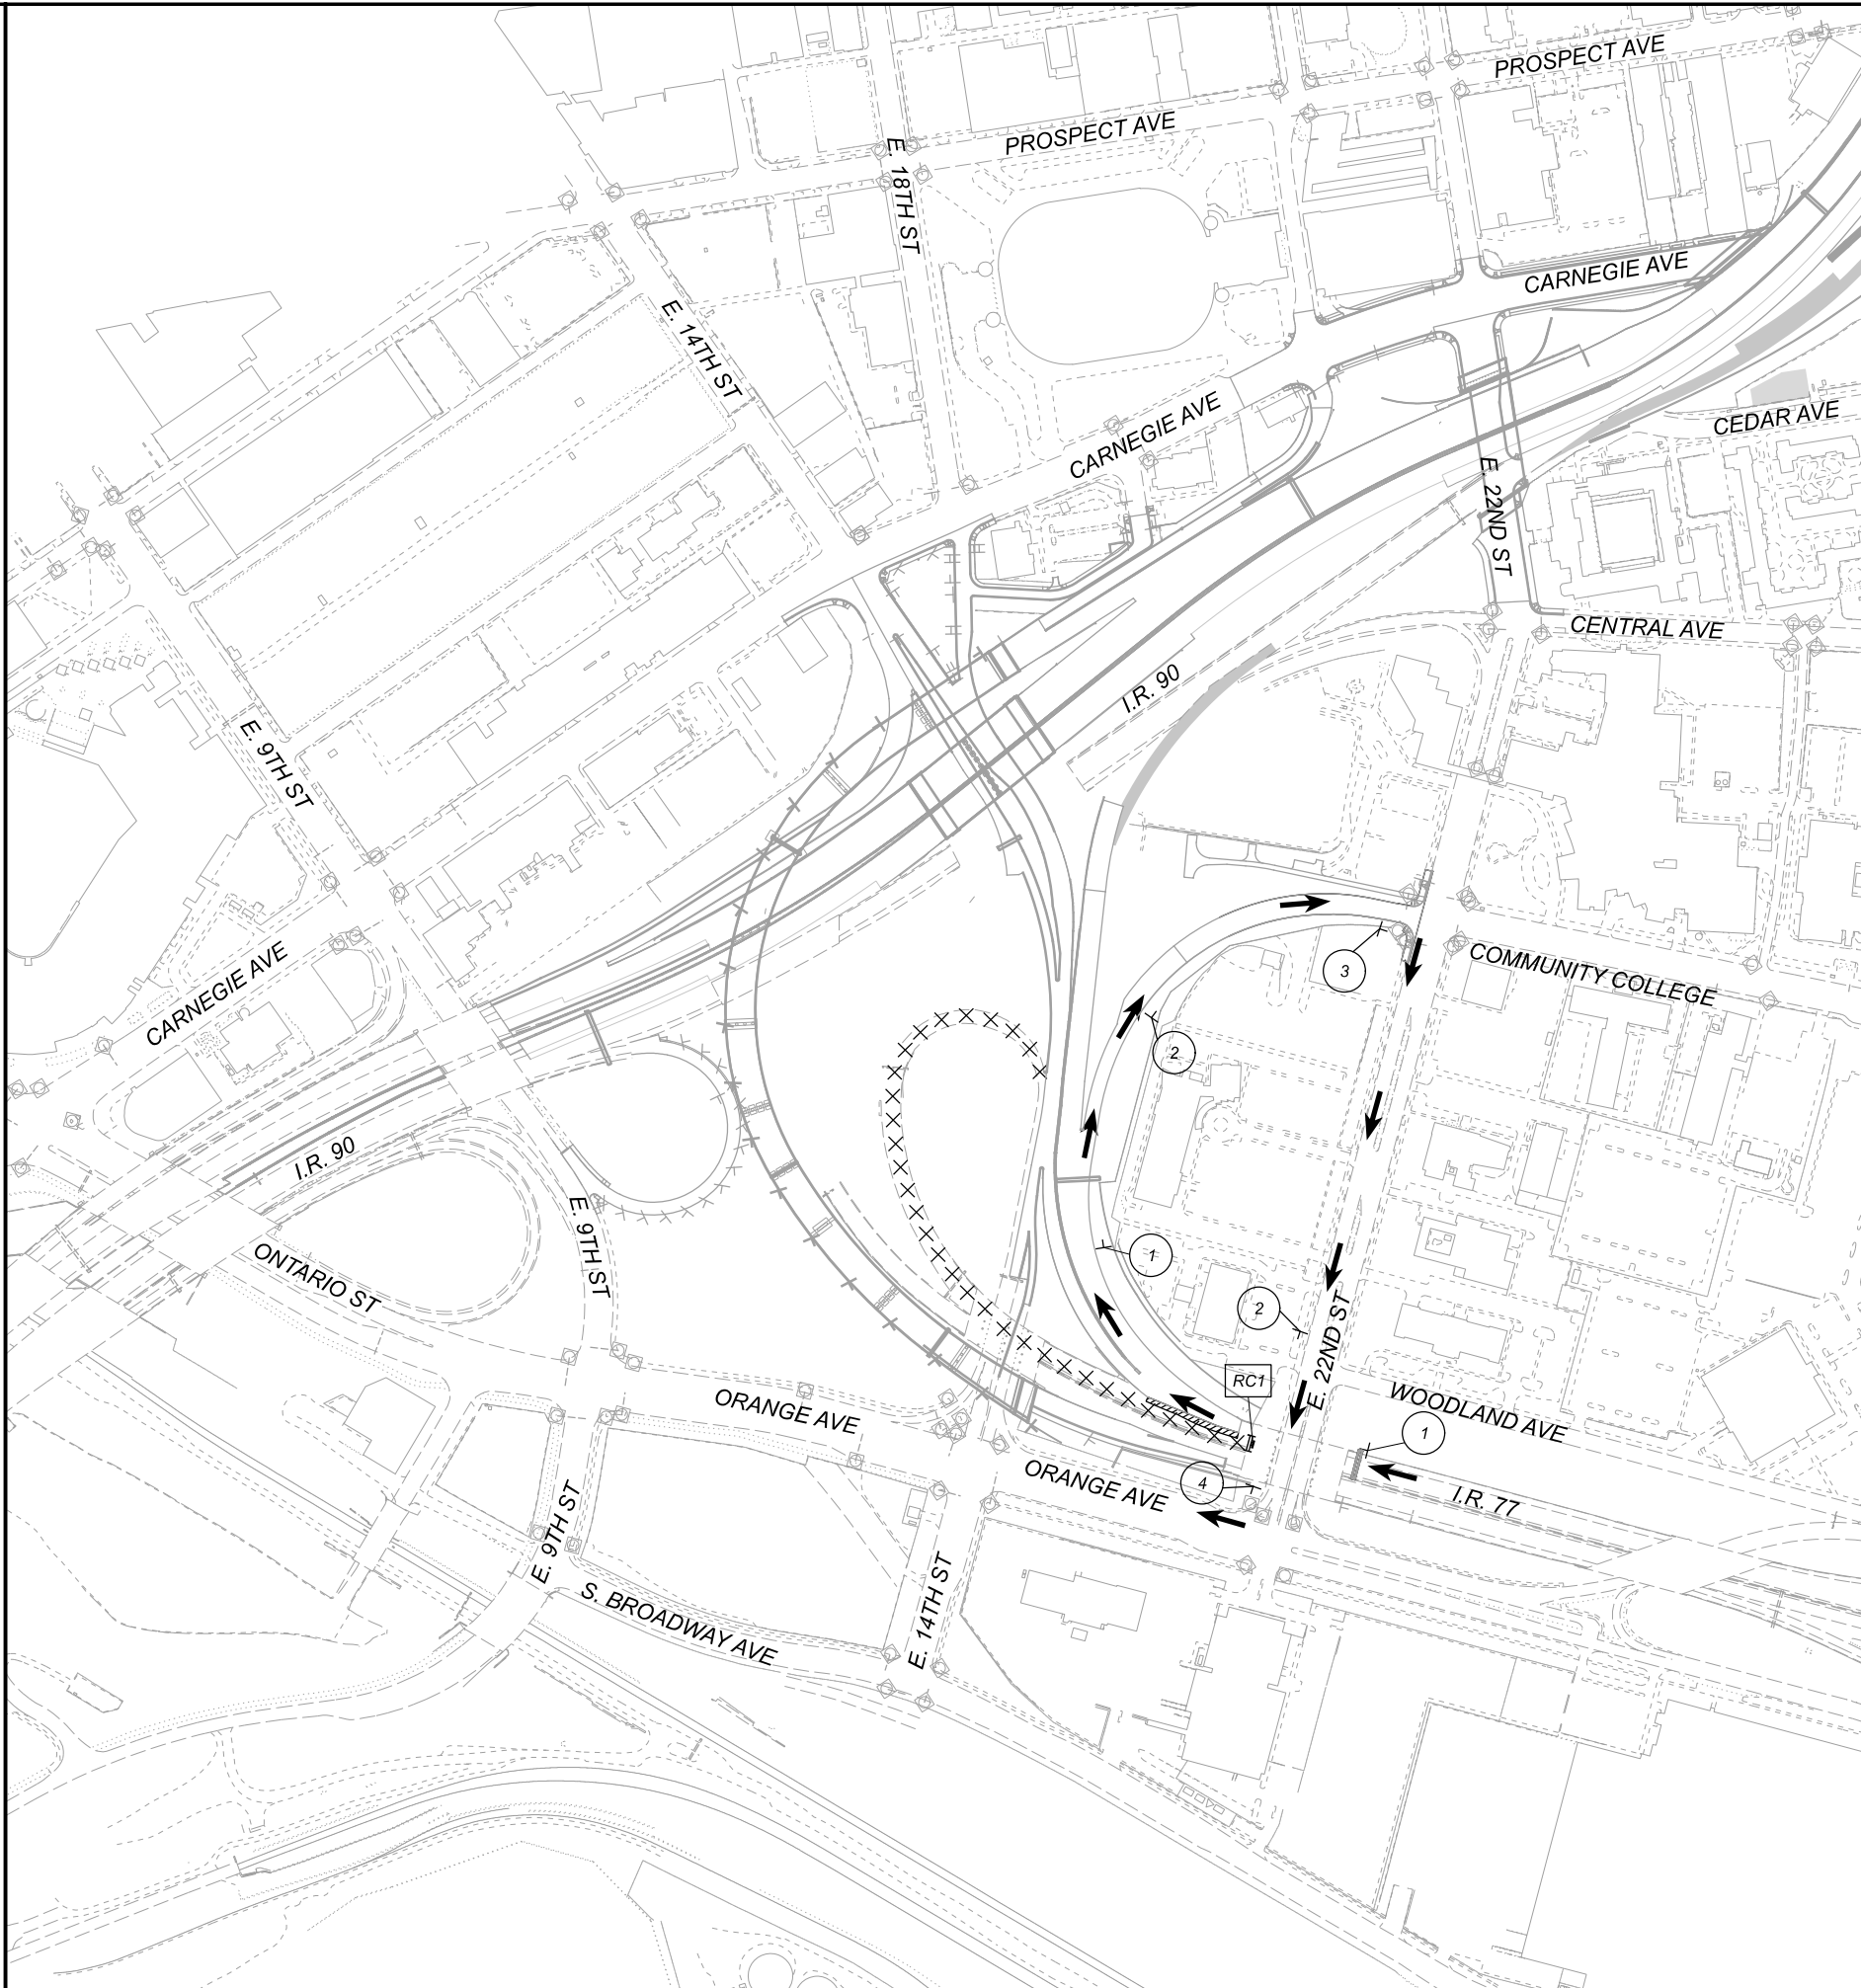 PROSPECT AVE
PROSPECT AVE
E. 18TH ST
CARNEGIE AVE
E. 14TH ST
CARNEGIE AVE
CEDAR AVE
E. 22ND ST
CENTRAL AVE
I.R. 90
E. 9TH ST
CARNEGIE AVE
3
COMMUNITY COLLEGE
2
I.R. 90
E. 9TH ST
ONTARIO ST
1
2
E. 22ND ST
RC1
ORANGE AVE
WOODLAND AVE
1
ORANGE AVE
4
I.R. 77
E. 9TH ST
S. BROADWAY AVE
E. 14TH ST